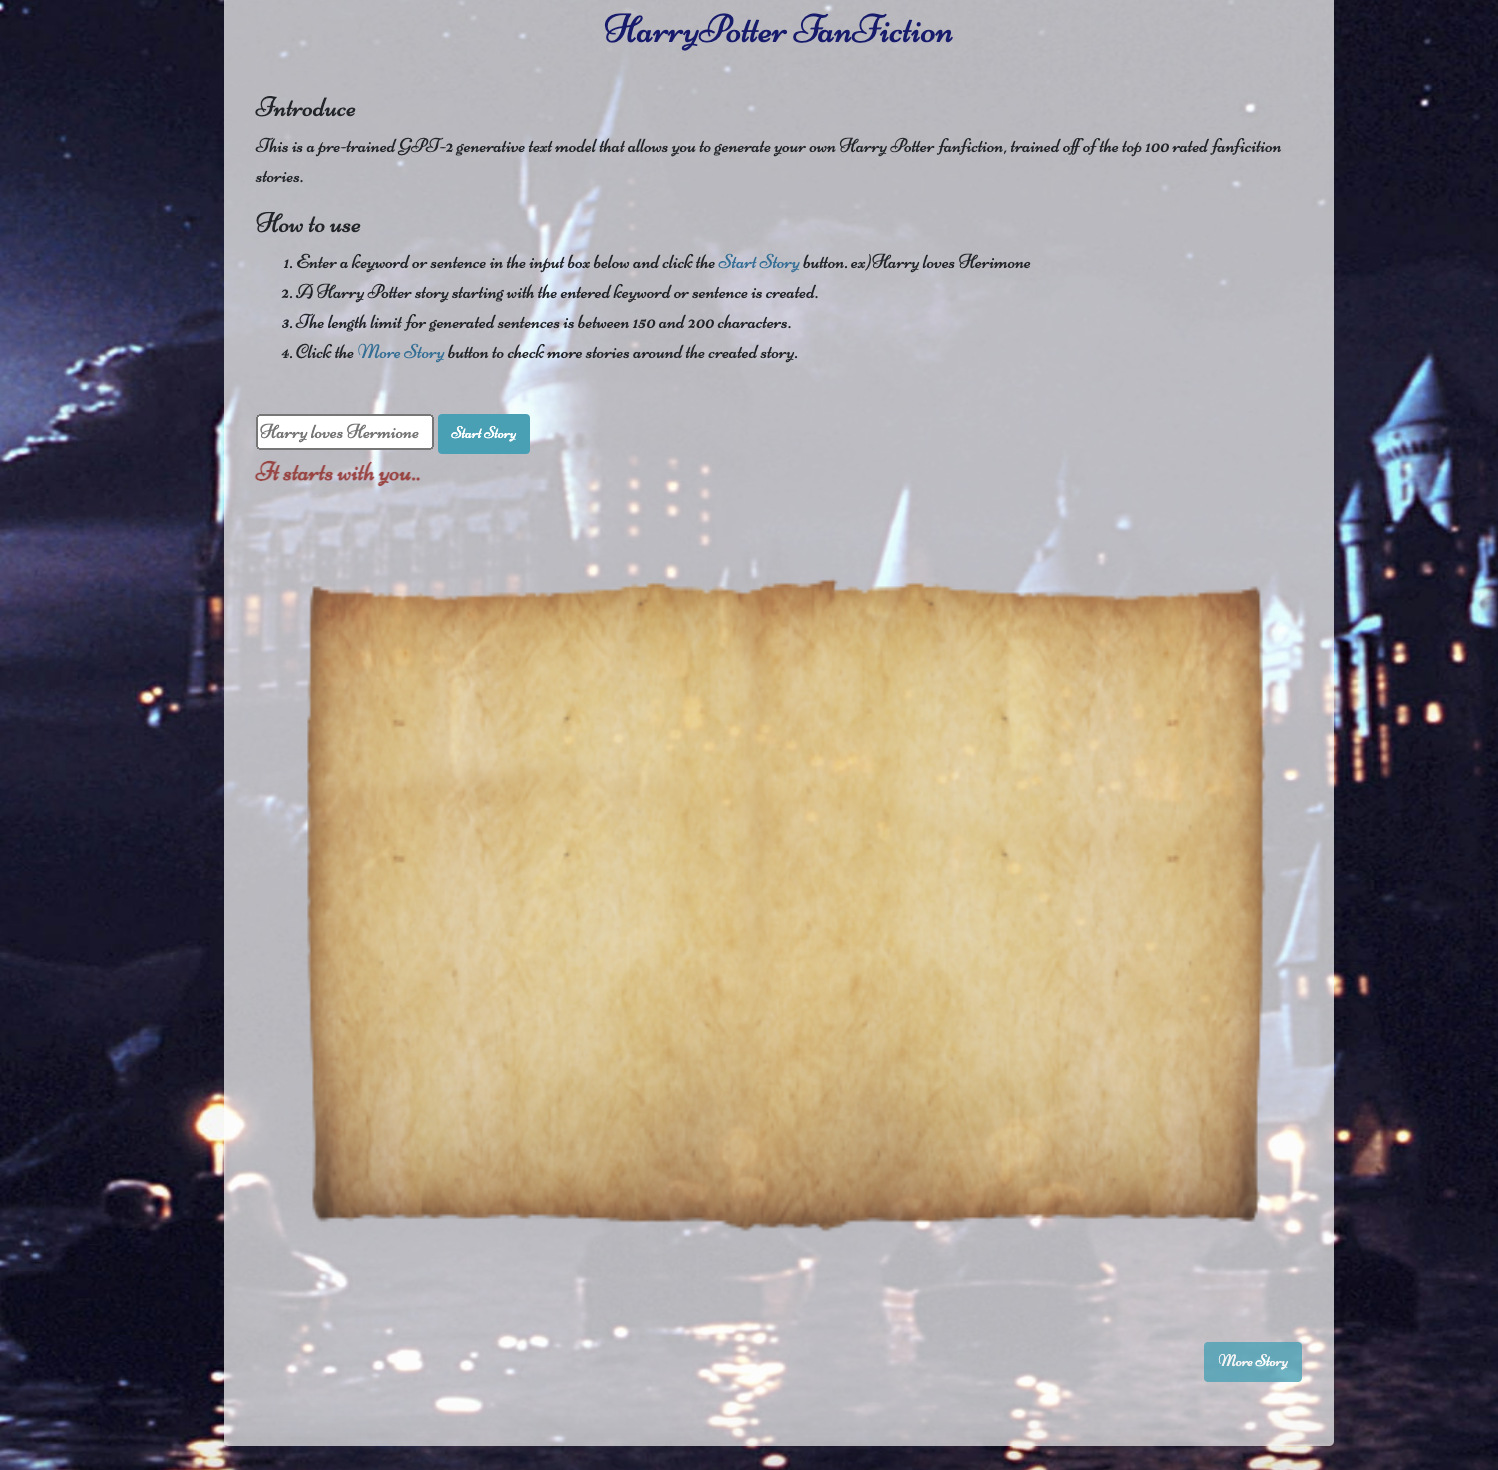 HarryPotter FanFiction
Introduce
This is a pre-trained GPT-2 generative text model that allows you to generate your own Harry Potter fanfiction, trained off of the top 100 rated fanficition
stories.
How to use
1. Enter a keyword or sentence in the input box below and click the Start Story button. ex)Harry loves Herimone
2. A Harry Potter story starting with the entered keyword or sentence is created.
3. The length limit for generated sentences is between 150 and 200 characters.
4. Click the More Story button to check more stories around the created story.
Harry loves Hermione
Start Story
It starts with you..
More Story